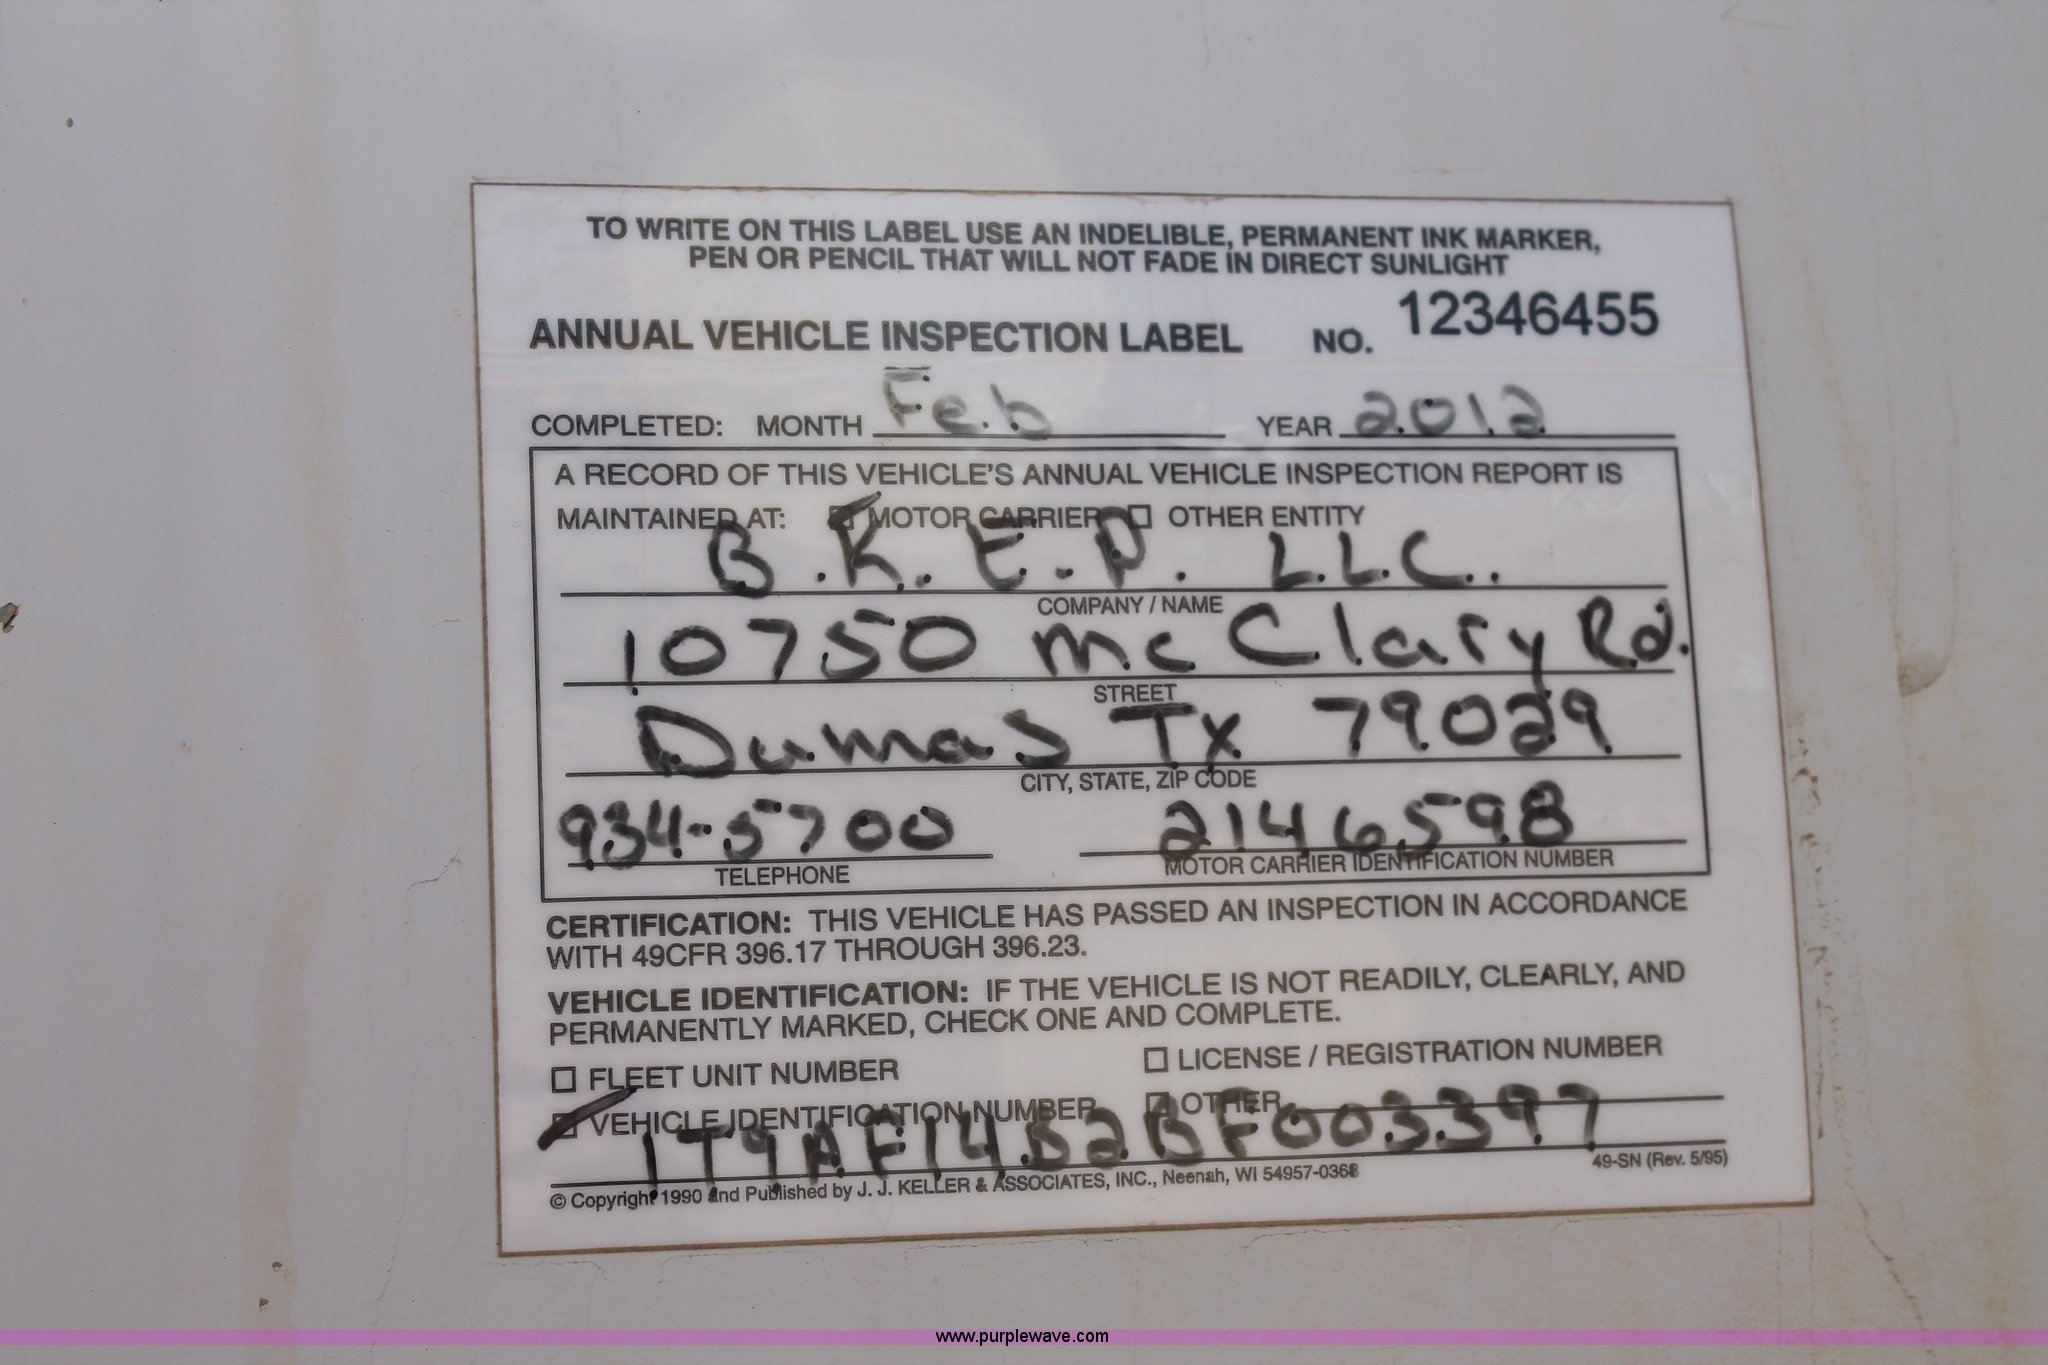 TO WRITE ON THIS LABEL USE AN INDELIBLE, PERMANENT INK MARKER,
PEN OR PENCIL THAT WILL NOT FADE IN DIRECT SUNLIGHT
ANNUAL VEHICLE INSPECTION LABEL NO. 12346455
COMPLETED: MONTH Feb YEAR 2012
A RECORD OF THIS VEHICLE'S ANNUAL VEHICLE INSPECTION REPORT IS
MAINTAINED AT: MOTOR CARRIER OTHER ENTITY
B.R.E.P. L.L.C.
COMPANY / NAME
10750 McClary Rd.
STREET
Dumas Tx 79029
CITY, STATE, ZIP CODE
934-5700 2146598
TELEPHONE MOTOR CARRIER IDENTIFICATION NUMBER
CERTIFICATION: THIS VEHICLE HAS PASSED AN INSPECTION IN ACCORDANCE
WITH 49CFR 396.17 THROUGH 396.23.
VEHICLE IDENTIFICATION: IF THE VEHICLE IS NOT READILY, CLEARLY, AND
PERMANENTLY MARKED, CHECK ONE AND COMPLETE.
FLEET UNIT NUMBER LICENSE / REGISTRATION NUMBER
VEHICLE IDENTIFICATION NUMBER OTHER
1T9AF14B2BF003397
49-SN (Rev. 5/95)
© Copyright 1990 and Published by J. J. KELLER & ASSOCIATES, INC., Neenah, WI 54957-0368
www.purplewave.com